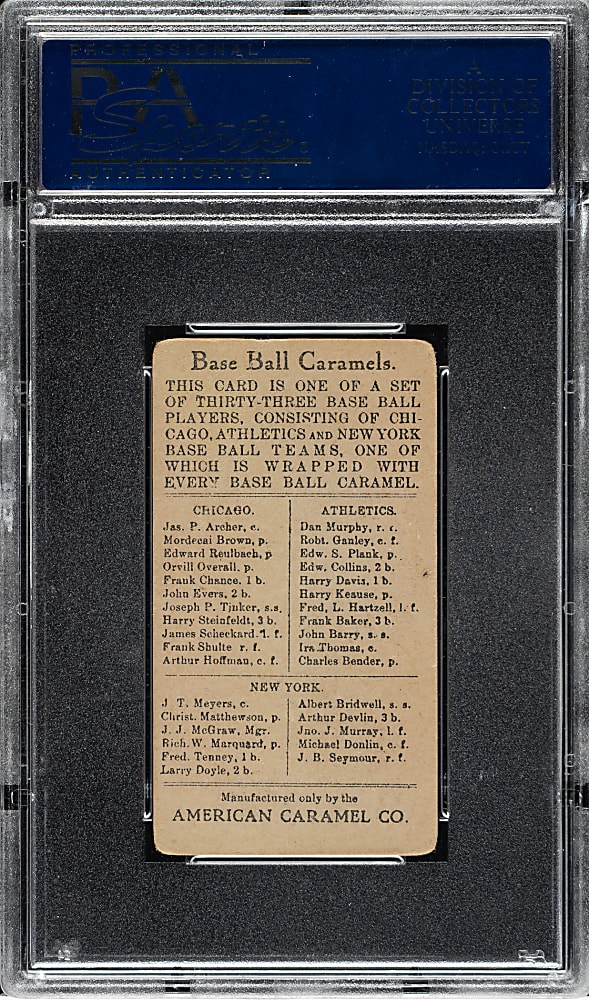 PROFESSIONAL
PSA
AUTHENTICATOR
A
DIVISION OF
COLLECTORS
UNIVERSE
NASDAQ: CLCT
Base Ball Caramels.
THIS CARD IS ONE OF A SET
OF THIRTY-THREE BASE BALL
PLAYERS, CONSISTING OF CHI-
CAGO, ATHLETICS AND NEW YORK
BASE BALL TEAMS, ONE OF
WHICH IS WRAPPED WITH
EVERY BASE BALL CARAMEL.
CHICAGO.
Jas. P. Archer, c.
Mordecai Brown, p.
Edward Reulbach, p
Orvill Overall, p.
Frank Chance, 1 b.
John Evers, 2 b.
Joseph P. Tinker, s.s.
Harry Steinfeldt, 3 b.
James Scheckard. l. f.
Frank Shulte r. f.
Arthur Hoffman, c. f.
ATHLETICS.
Dan Murphy, r. f.
Robt. Ganley, c. f.
Edw. S. Plank, p.
Edw. Collins, 2 b.
Harry Davis, 1 b.
Harry Keause, p.
Fred. L. Hartzell, l. f.
Frank Baker, 3 b.
John Barry, s. s.
Ira Thomas, c.
Charles Bender, p.
NEW YORK.
J T. Meyers, c.
Christ. Matthewson, p.
J. J. McGraw, Mgr.
Rich. W. Marquard, p.
Fred. Tenney, 1 b.
Larry Doyle, 2 b.
Albert Bridwell, s. s.
Arthur Devlin, 3 b.
Jno. J. Murray, l. f.
Michael Donlin, c. f.
J. B. Seymour, r. f.
Manufactured only by the
AMERICAN CARAMEL CO.